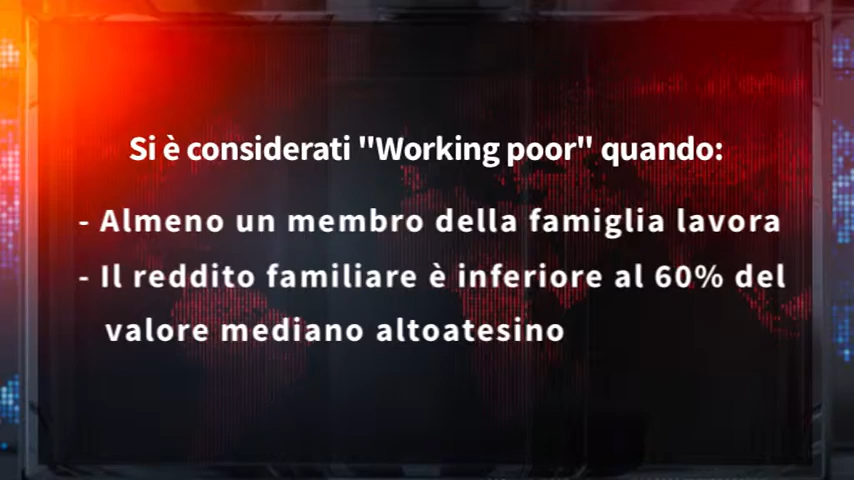 Si è considerati "Working poor" quando:
- Almeno un membro della famiglia lavora
- Il reddito familiare è inferiore al 60% del
valore mediano altoatesino